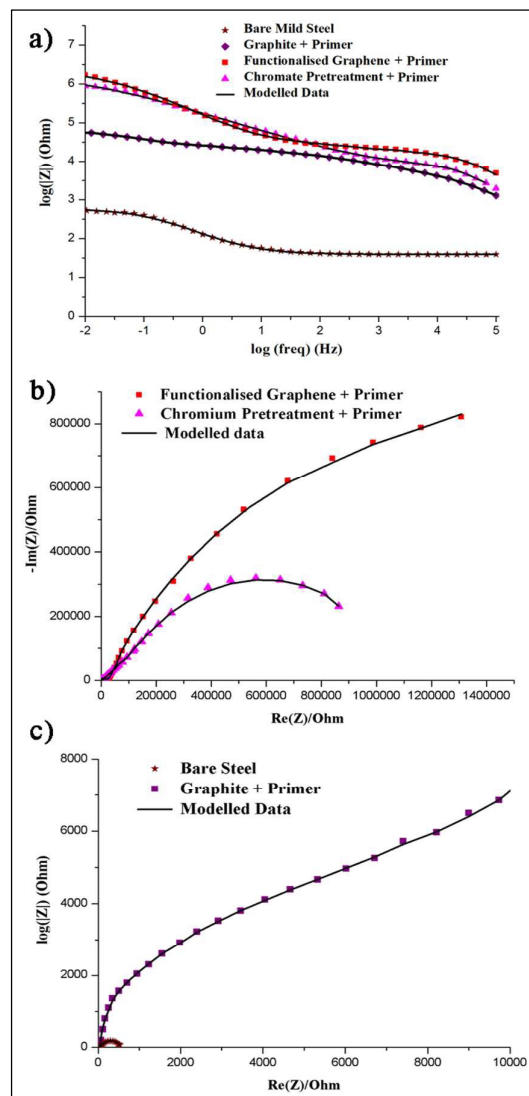 a)
Bare Mild Steel
Graphite + Primer
Functionalised Graphene + Primer
Chromate Pretreatment + Primer
Modelled Data
log(|Z|) (Ohm)
7
6
5
4
3
2
1
0
-2 -1 0 1 2 3 4 5
log (freq) (Hz)
b)
Functionalised Graphene + Primer
Chromium Pretreatment + Primer
Modelled data
-Im(Z)/Ohm
800000
600000
400000
200000
0
0 200000 400000 600000 800000 1000000 1200000 1400000
Re(Z)/Ohm
c)
Bare Steel
Graphite + Primer
Modelled Data
log(|Z|) (Ohm)
8000
6000
4000
2000
0
0 2000 4000 6000 8000 10000
Re(Z)/Ohm